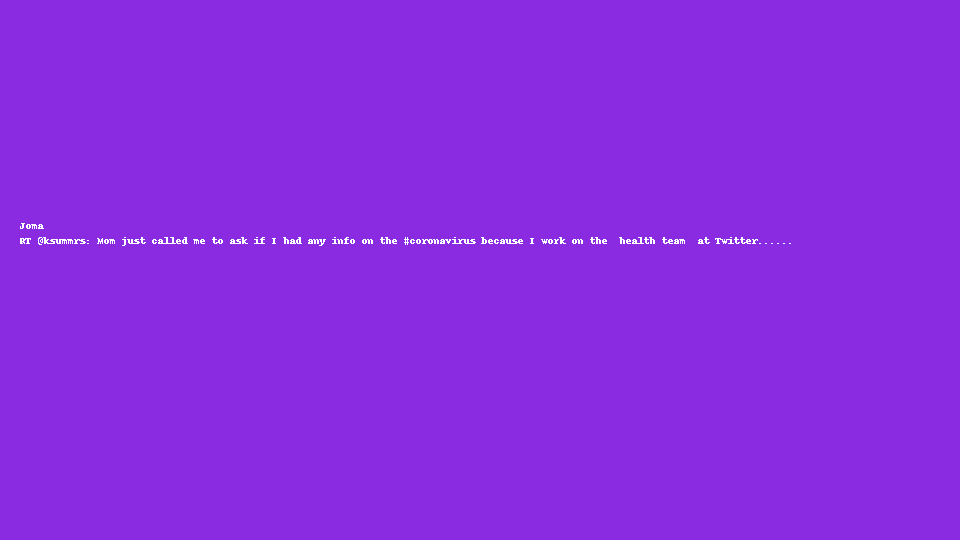 Joma
RT @ksummrs: Mom just called me to ask if I had any info on the #coronavirus because I work on the  health team  at Twitter......